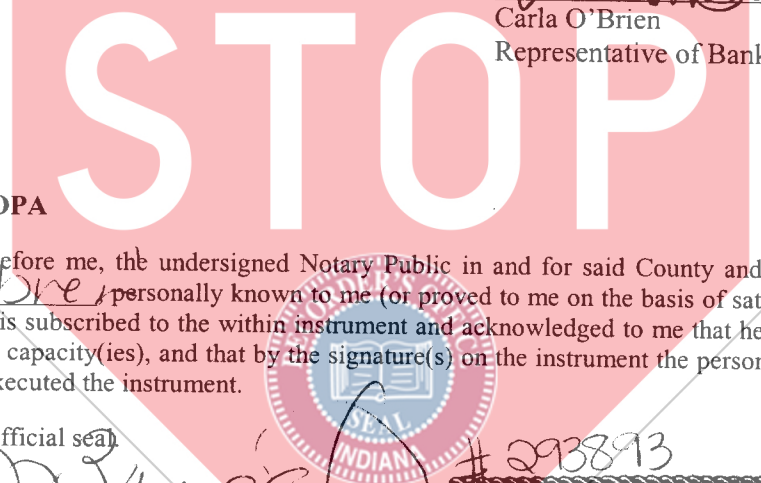 STOP
Carla O'Brien
Representative of Bank
OPA
efore me, the undersigned Notary Public in and for said County and
personally known to me (or proved to me on the basis of sat
is subscribed to the within instrument and acknowledged to me that he
capacity(ies), and that by the signature(s) on the instrument the person
xecuted the instrument.
RECORDER'S OFFICE
SEAL
INDIANA
fficial seal
# 293893